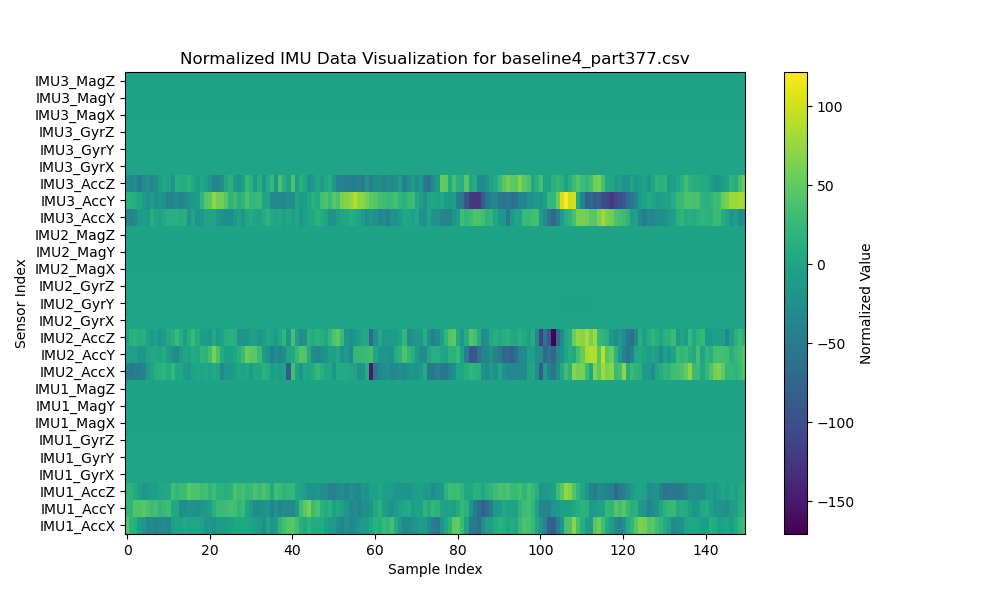 Normalized IMU Data Visualization for baseline4_part377.csv
IMU3_MagZ
IMU3_MagY
IMU3_MagX
IMU3_GyrZ
IMU3_GyrY
IMU3_GyrX
IMU3_AccZ
IMU3_AccY
IMU3_AccX
IMU2_MagZ
IMU2_MagY
IMU2_MagX
IMU2_GyrZ
IMU2_GyrY
IMU2_GyrX
IMU2_AccZ
IMU2_AccY
IMU2_AccX
IMU1_MagZ
IMU1_MagY
IMU1_MagX
IMU1_GyrZ
IMU1_GyrY
IMU1_GyrX
IMU1_AccZ
IMU1_AccY
IMU1_AccX
Sensor Index
0 20 40 60 80 100 120 140
Sample Index
100
50
0
−50
−100
−150
Normalized Value